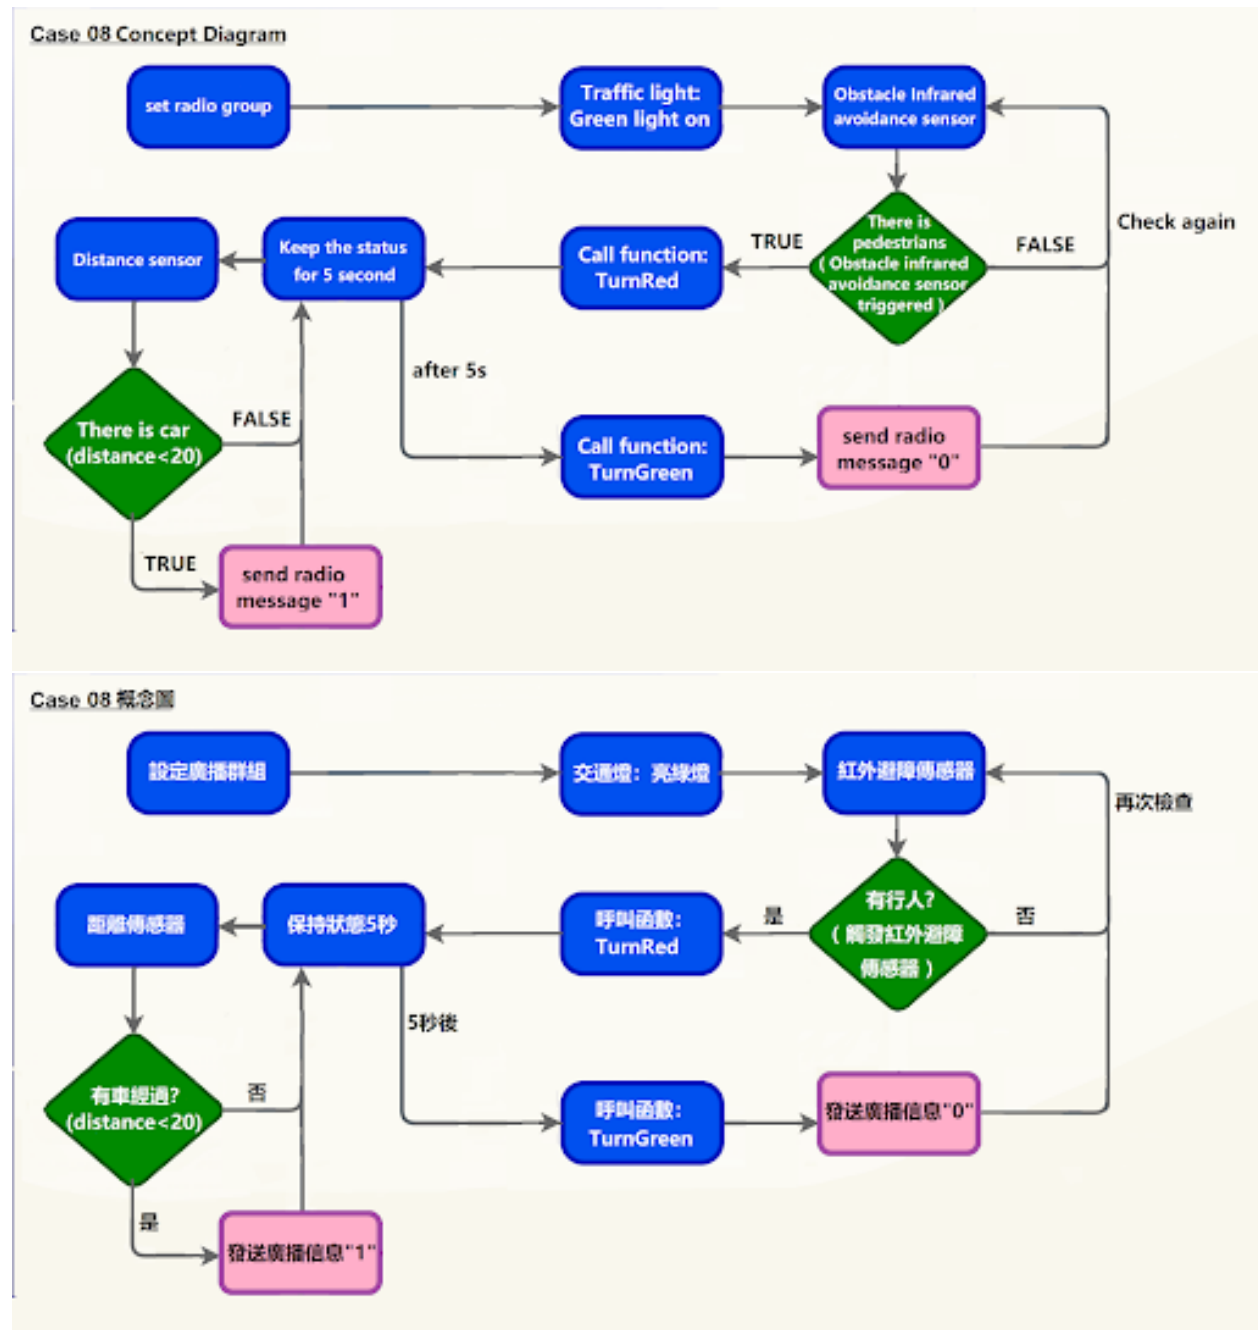 Case 08 Concept Diagram
set radio group
Traffic light:
Green light on
Obstacle Infrared
avoidance sensor
There is
pedestrians
( Obstacle infrared
avoidance sensor
triggered )
TRUE
FALSE
Check again
Call function:
TurnRed
Keep the status
for 5 second
Distance sensor
after 5s
There is car
(distance<20)
FALSE
TRUE
send radio
message "1"
Call function:
TurnGreen
send radio
message "0"
Case 08 概念圖
設定廣播群組
交通燈：亮綠燈
紅外避障傳感器
再次檢查
有行人?
( 觸發紅外避障
傳感器 )
是
否
呼叫函數:
TurnRed
保持狀態5秒
距離傳感器
5秒後
有車經過?
(distance<20)
否
是
發送廣播信息"1"
呼叫函數:
TurnGreen
發送廣播信息"0"